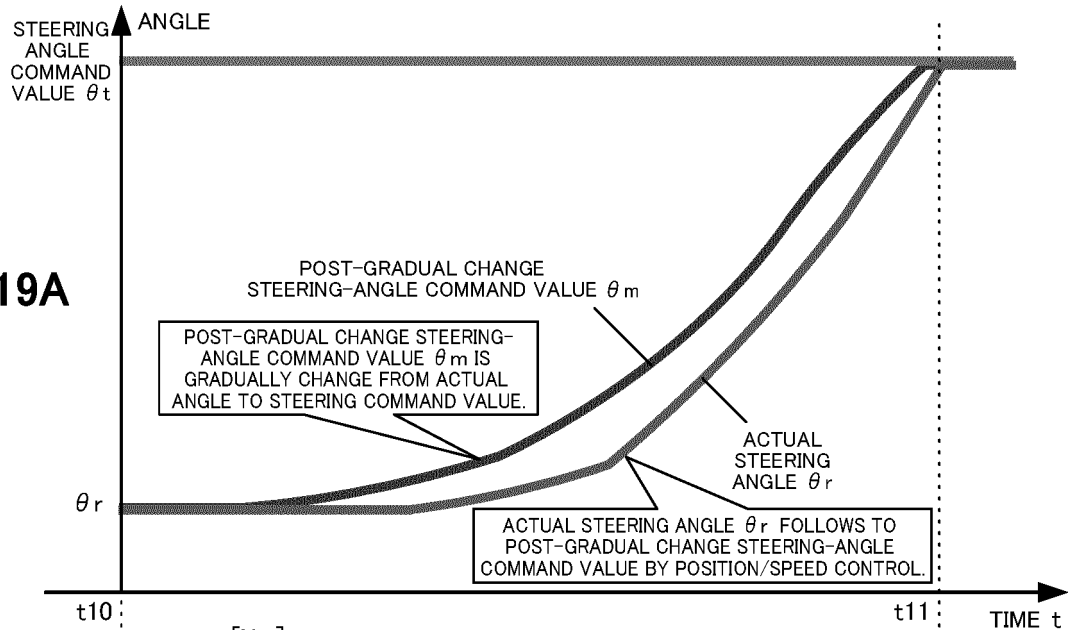 STEERING
ANGLE
COMMAND
VALUE θt
ANGLE
19A
POST-GRADUAL CHANGE
STEERING-ANGLE COMMAND VALUE θm
POST-GRADUAL CHANGE STEERING-
ANGLE COMMAND VALUE θm IS
GRADUALLY CHANGE FROM ACTUAL
ANGLE TO STEERING COMMAND VALUE.
ACTUAL
STEERING
ANGLE θr
θr
ACTUAL STEERING ANGLE θr FOLLOWS TO
POST-GRADUAL CHANGE STEERING-ANGLE
COMMAND VALUE BY POSITION/SPEED CONTROL.
t10
t11
TIME t